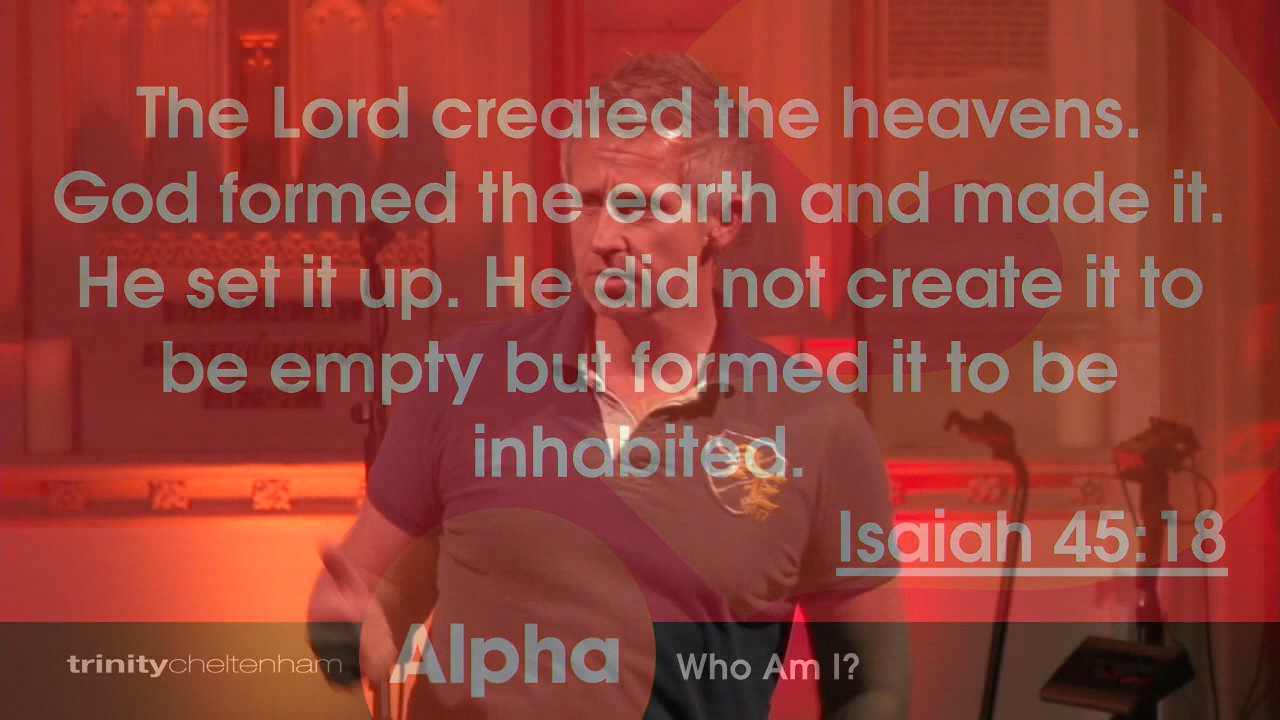 The Lord created the heavens.
God formed the earth and made it.
He set it up. He did not create it to
be empty but formed it to be
inhabited.
Isaiah 45:18
trinitycheltenham
Alpha
Who Am I?